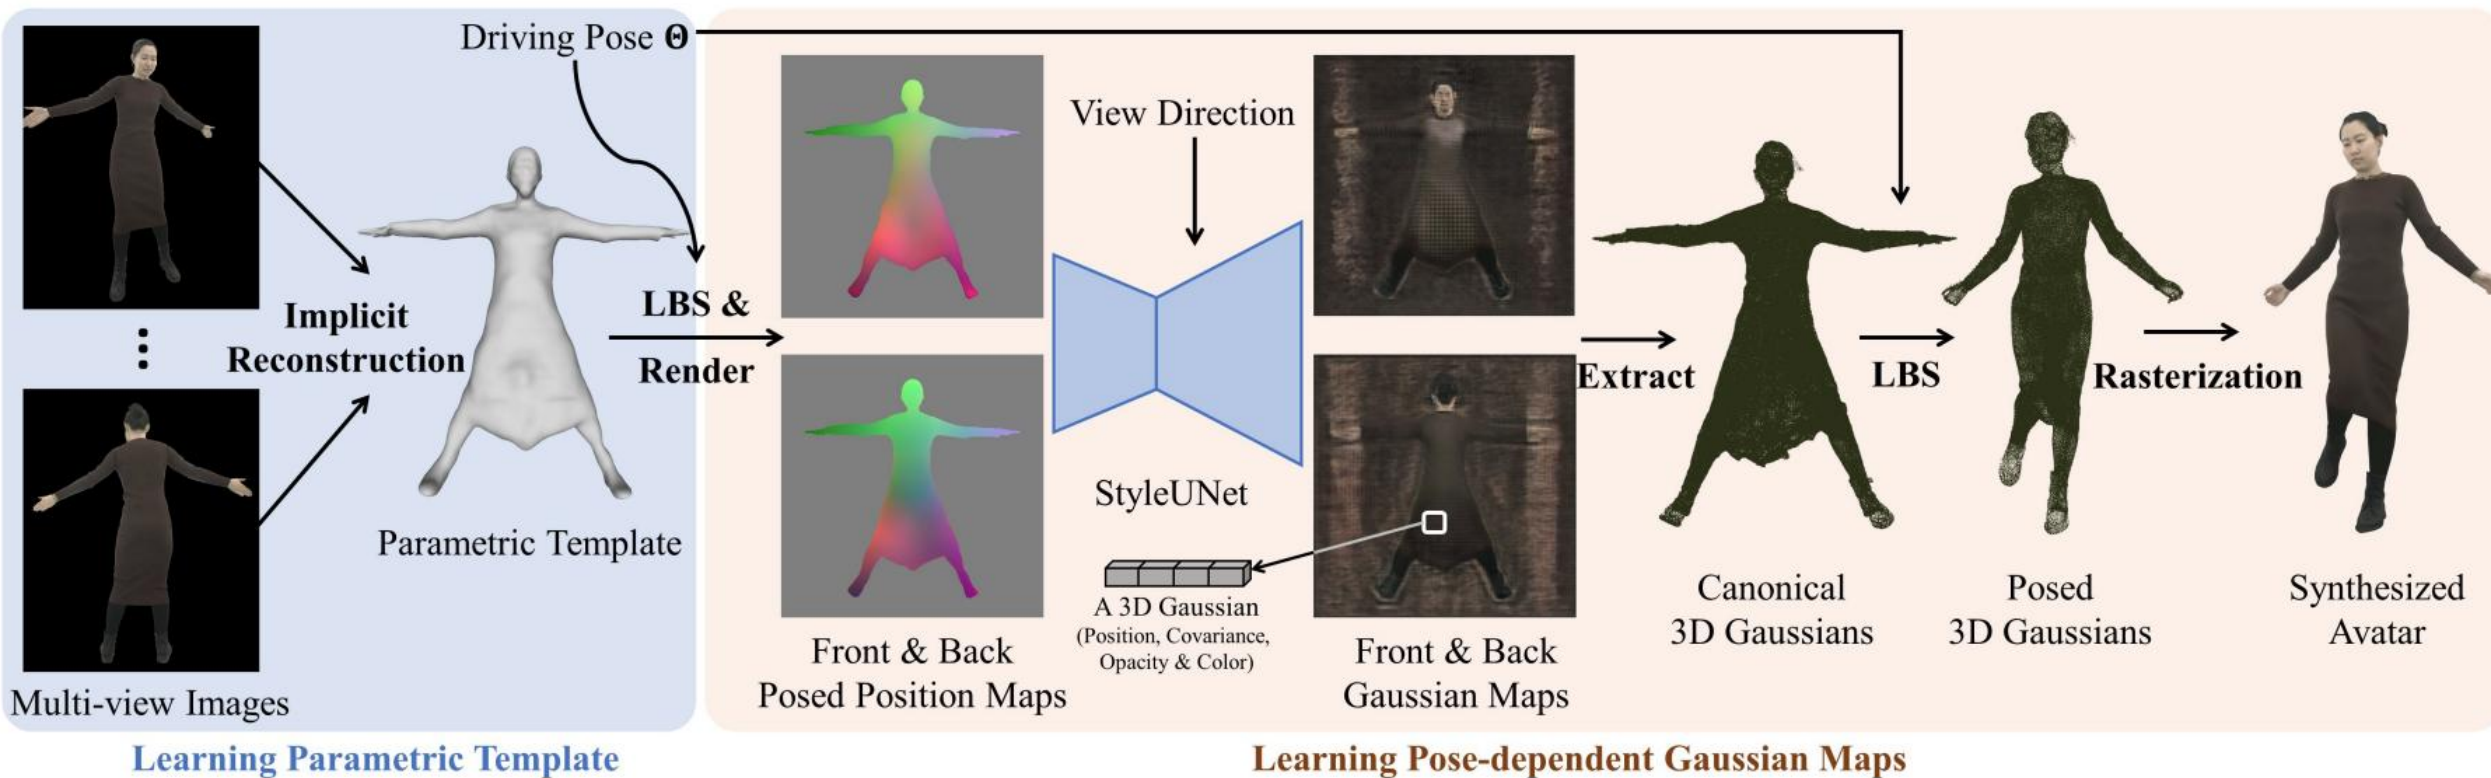 Driving Pose Θ
Implicit
Reconstruction
Parametric Template
Multi-view Images
Learning Parametric Template
LBS &
Render
View Direction
StyleUNet
A 3D Gaussian
(Position, Covariance,
Opacity & Color)
Front & Back
Posed Position Maps
Front & Back
Gaussian Maps
Extract
LBS
Rasterization
Canonical
3D Gaussians
Posed
3D Gaussians
Synthesized
Avatar
Learning Pose-dependent Gaussian Maps